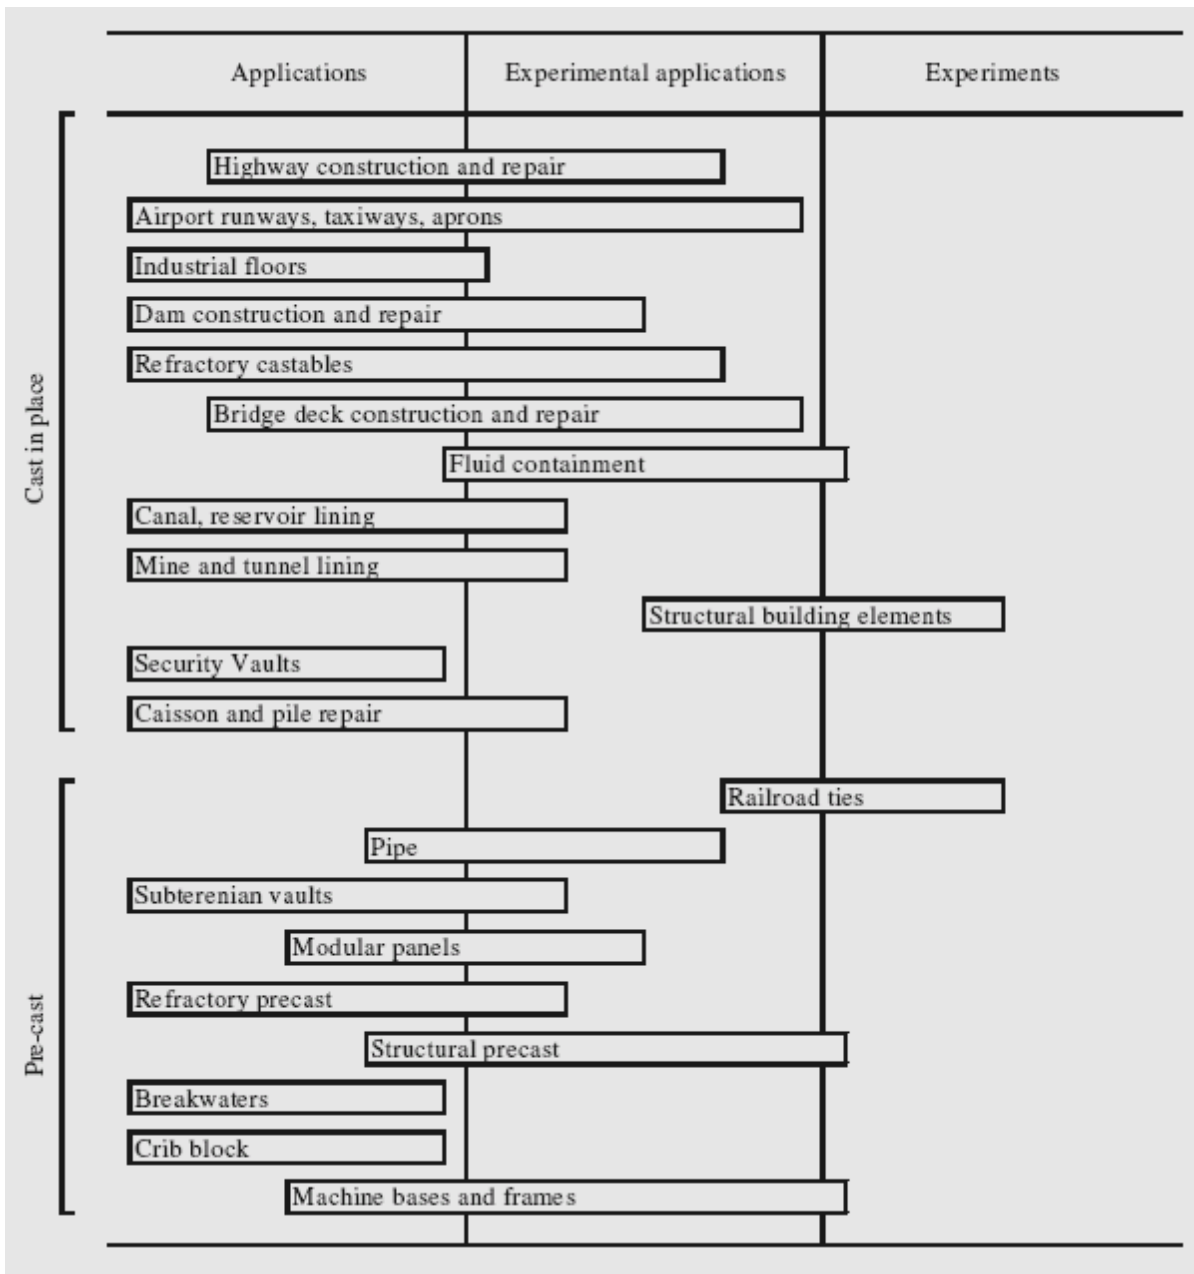 Applications
Experimental applications
Experiments
Cast in place
Highway construction and repair
Airport runways, taxiways, aprons
Industrial floors
Dam construction and repair
Refractory castables
Bridge deck construction and repair
Fluid containment
Canal, reservoir lining
Mine and tunnel lining
Structural building elements
Security Vaults
Caisson and pile repair
Pre-cast
Railroad ties
Pipe
Subterenian vaults
Modular panels
Refractory precast
Structural precast
Breakwaters
Crib block
Machine bases and frames